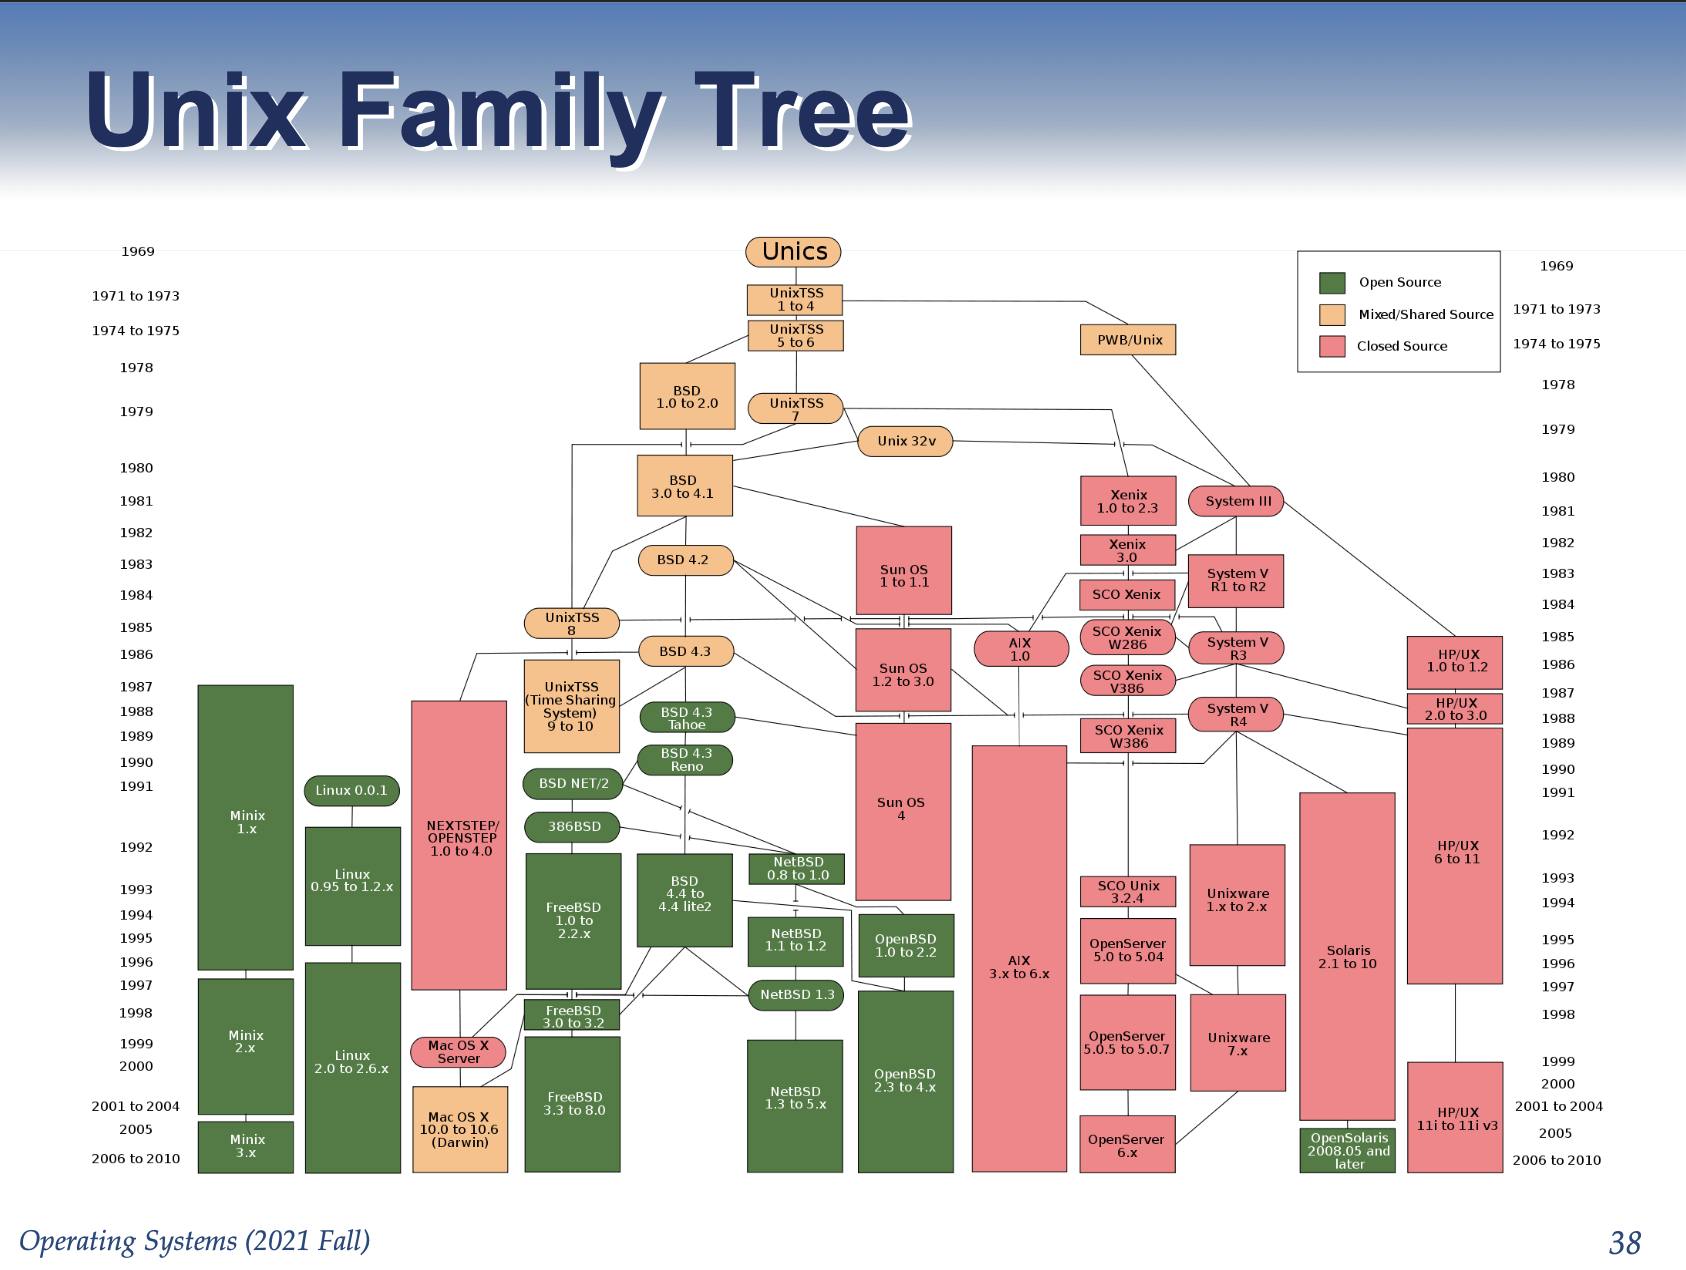 Unix Family Tree
1969
1971 to 1973
1974 to 1975
1978
1979
1980
1981
1982
1983
1984
1985
1986
1987
1988
1989
1990
1991
1992
1993
1994
1995
1996
1997
1998
1999
2000
2001 to 2004
2005
2006 to 2010
Unics
UnixTSS
1 to 4
UnixTSS
5 to 6
PWB/Unix
BSD
1.0 to 2.0
UnixTSS
7
Unix 32v
BSD
3.0 to 4.1
Xenix
1.0 to 2.3
System III
Xenix
3.0
BSD 4.2
Sun OS
1 to 1.1
System V
R1 to R2
SCO Xenix
UnixTSS
8
SCO Xenix
W286
AIX
1.0
System V
R3
BSD 4.3
Sun OS
1.2 to 3.0
HP/UX
1.0 to 1.2
SCO Xenix
V386
UnixTSS
(Time Sharing
System)
9 to 10
BSD 4.3
Tahoe
System V
R4
HP/UX
2.0 to 3.0
SCO Xenix
W386
BSD 4.3
Reno
BSD NET/2
Linux 0.0.1
Minix
1.x
Sun OS
4
386BSD
NEXTSTEP/
OPENSTEP
1.0 to 4.0
HP/UX
6 to 11
NetBSD
0.8 to 1.0
Linux
0.95 to 1.2.x
BSD
4.4 to
4.4 lite2
SCO Unix
3.2.4
Unixware
1.x to 2.x
FreeBSD
1.0 to
2.2.x
NetBSD
1.1 to 1.2
OpenBSD
1.0 to 2.2
OpenServer
5.0 to 5.04
Solaris
2.1 to 10
AIX
3.x to 6.x
NetBSD 1.3
FreeBSD
3.0 to 3.2
Minix
2.x
Mac OS X
Server
Linux
2.0 to 2.6.x
OpenServer
5.0.5 to 5.0.7
Unixware
7.x
OpenBSD
2.3 to 4.x
NetBSD
1.3 to 5.x
FreeBSD
3.3 to 8.0
Mac OS X
10.0 to 10.6
(Darwin)
HP/UX
11i to 11i v3
Minix
3.x
OpenServer
6.x
OpenSolaris
2008.05 and
later
Open Source
Mixed/Shared Source
Closed Source
1969
1971 to 1973
1974 to 1975
1978
1979
1980
1981
1982
1983
1984
1985
1986
1987
1988
1989
1990
1991
1992
1993
1994
1995
1996
1997
1998
1999
2000
2001 to 2004
2005
2006 to 2010
Operating Systems (2021 Fall)
38